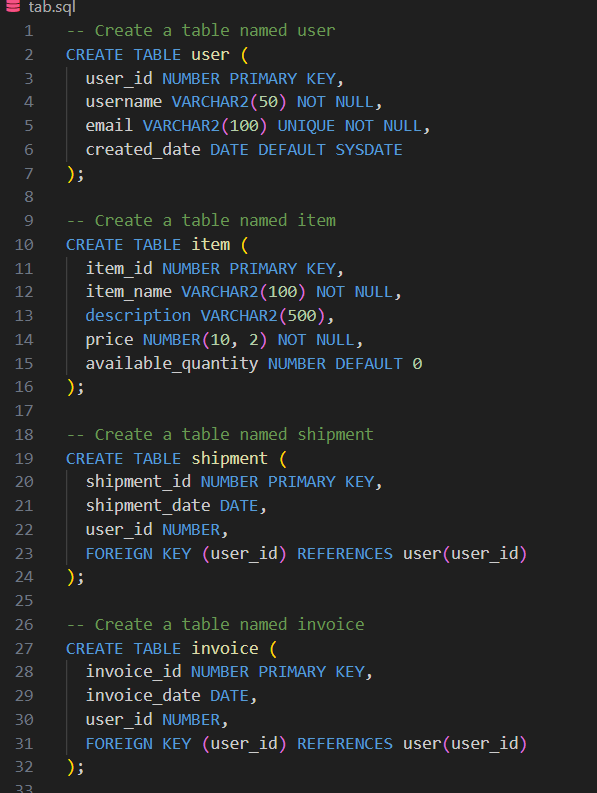 tab.sql
1 -- Create a table named user
2 CREATE TABLE user (
3 user_id NUMBER PRIMARY KEY,
4 username VARCHAR2(50) NOT NULL,
5 email VARCHAR2(100) UNIQUE NOT NULL,
6 created_date DATE DEFAULT SYSDATE
7 );
8
9 -- Create a table named item
10 CREATE TABLE item (
11 item_id NUMBER PRIMARY KEY,
12 item_name VARCHAR2(100) NOT NULL,
13 description VARCHAR2(500),
14 price NUMBER(10, 2) NOT NULL,
15 available_quantity NUMBER DEFAULT 0
16 );
17
18 -- Create a table named shipment
19 CREATE TABLE shipment (
20 shipment_id NUMBER PRIMARY KEY,
21 shipment_date DATE,
22 user_id NUMBER,
23 FOREIGN KEY (user_id) REFERENCES user(user_id)
24 );
25
26 -- Create a table named invoice
27 CREATE TABLE invoice (
28 invoice_id NUMBER PRIMARY KEY,
29 invoice_date DATE,
30 user_id NUMBER,
31 FOREIGN KEY (user_id) REFERENCES user(user_id)
32 );
33